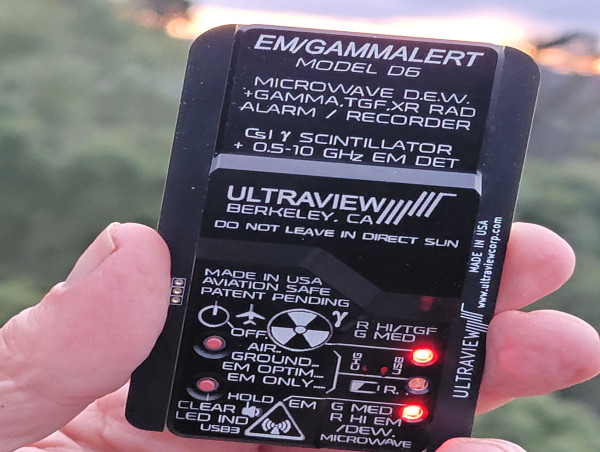 EM/GAMMALERT
MODEL D6
MICROWAVE D.E.W.
+GAMMA,TGF,XR RAD
ALARM / RECORDER
CsI γ SCINTILLATOR
+ 0.5-10 GHz EM DET
ULTRAVIEW
BERKELEY, CA
DO NOT LEAVE IN DIRECT SUN
MADE IN USA
AVIATION SAFE
PATENT PENDING
γ R HI/TGF
G MED
OFF..
AIR..
GROUND...
EM OPTIM....
EM ONLY....
CHG
USB
R.
HOLD
CLEAR
LED IND
USB3
EM
G MED
R HI EM
/DEW,
MICROWAVE
ULTRAVIEW
MADE IN USA
www.ultraviewcorp.com